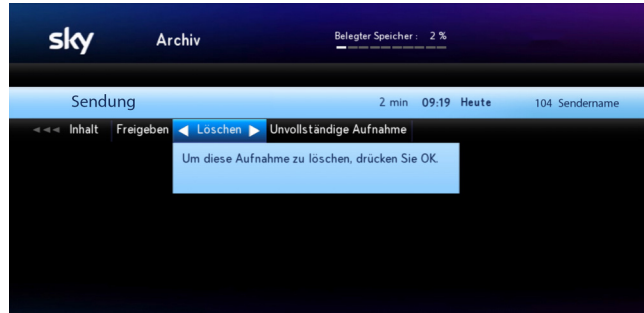 sky Archiv Belegter Speicher : 2 %
Sendung 2 min 09:19 Heute 104 Sendername
Inhalt Freigeben Löschen Unvollständige Aufnahme
Um diese Aufnahme zu löschen, drücken Sie OK.